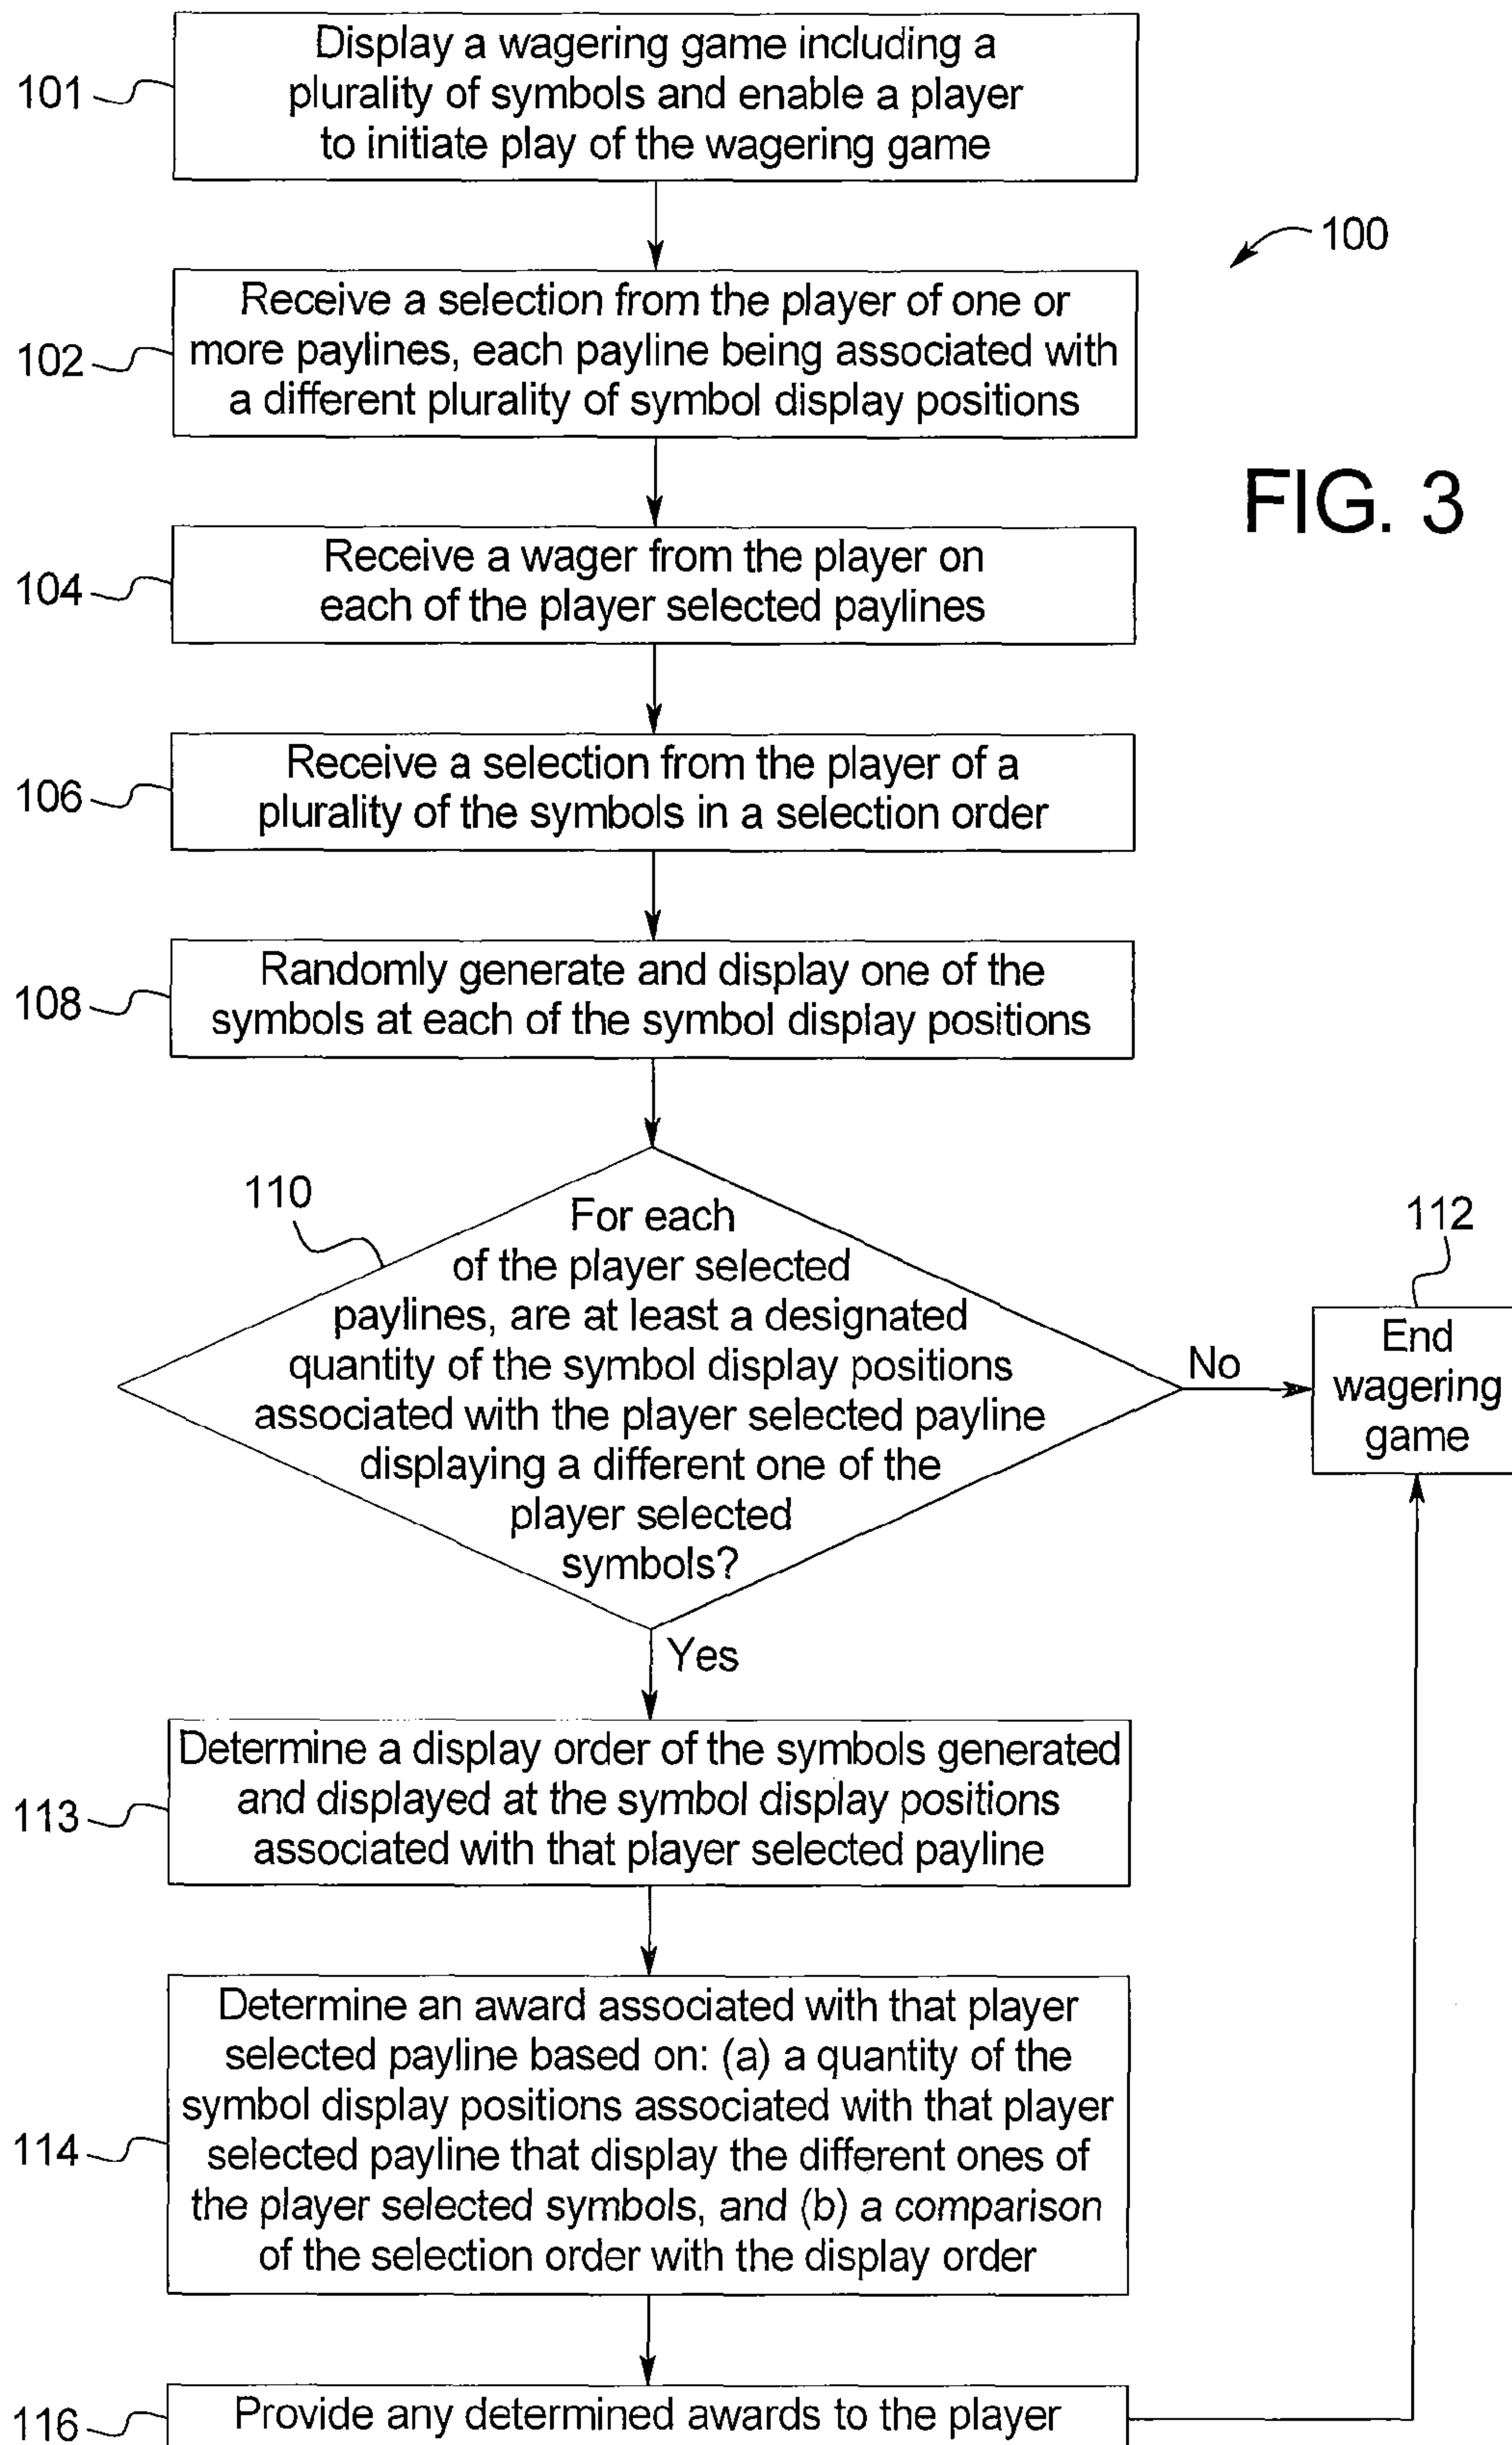 Display a wagering game including a
plurality of symbols and enable a player
to initiate play of the wagering game
101
100
Receive a selection from the player of one or
more paylines, each payline being associated with
a different plurality of symbol display positions
102
FIG. 3
Receive a wager from the player on
each of the player selected paylines
104
Receive a selection from the player of a
plurality of the symbols in a selection order
106
Randomly generate and display one of the
symbols at each of the symbol display positions
108
110
For each
of the player selected
paylines, are at least a designated
quantity of the symbol display positions
associated with the player selected payline
displaying a different one of the
player selected
symbols?
No
112
End
wagering
game
Yes
Determine a display order of the symbols generated
and displayed at the symbol display positions
associated with that player selected payline
113
Determine an award associated with that player
selected payline based on: (a) a quantity of the
symbol display positions associated with that player
selected payline that display the different ones of
the player selected symbols, and (b) a comparison
of the selection order with the display order
114
Provide any determined awards to the player
116